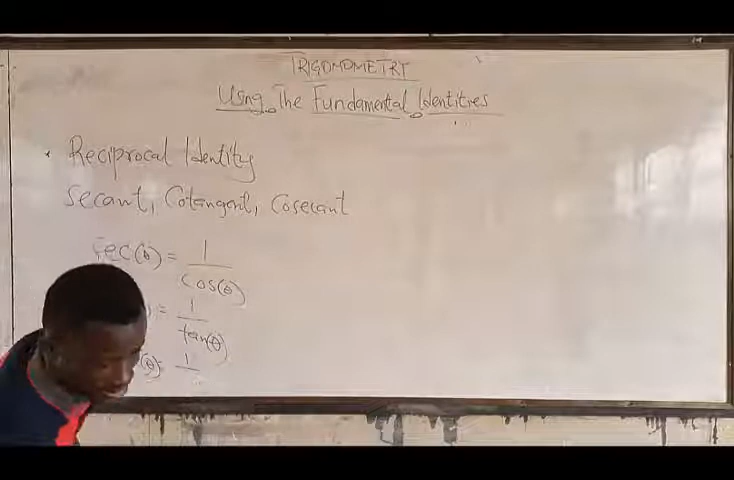 TRIGONOMETRY
Using The Fundamental Identities
Reciprocal Identity
Secant, Cotangent, Cosecant
Sec(θ) = 1/cos(θ)
= 1/tan(θ)
(θ) = 1